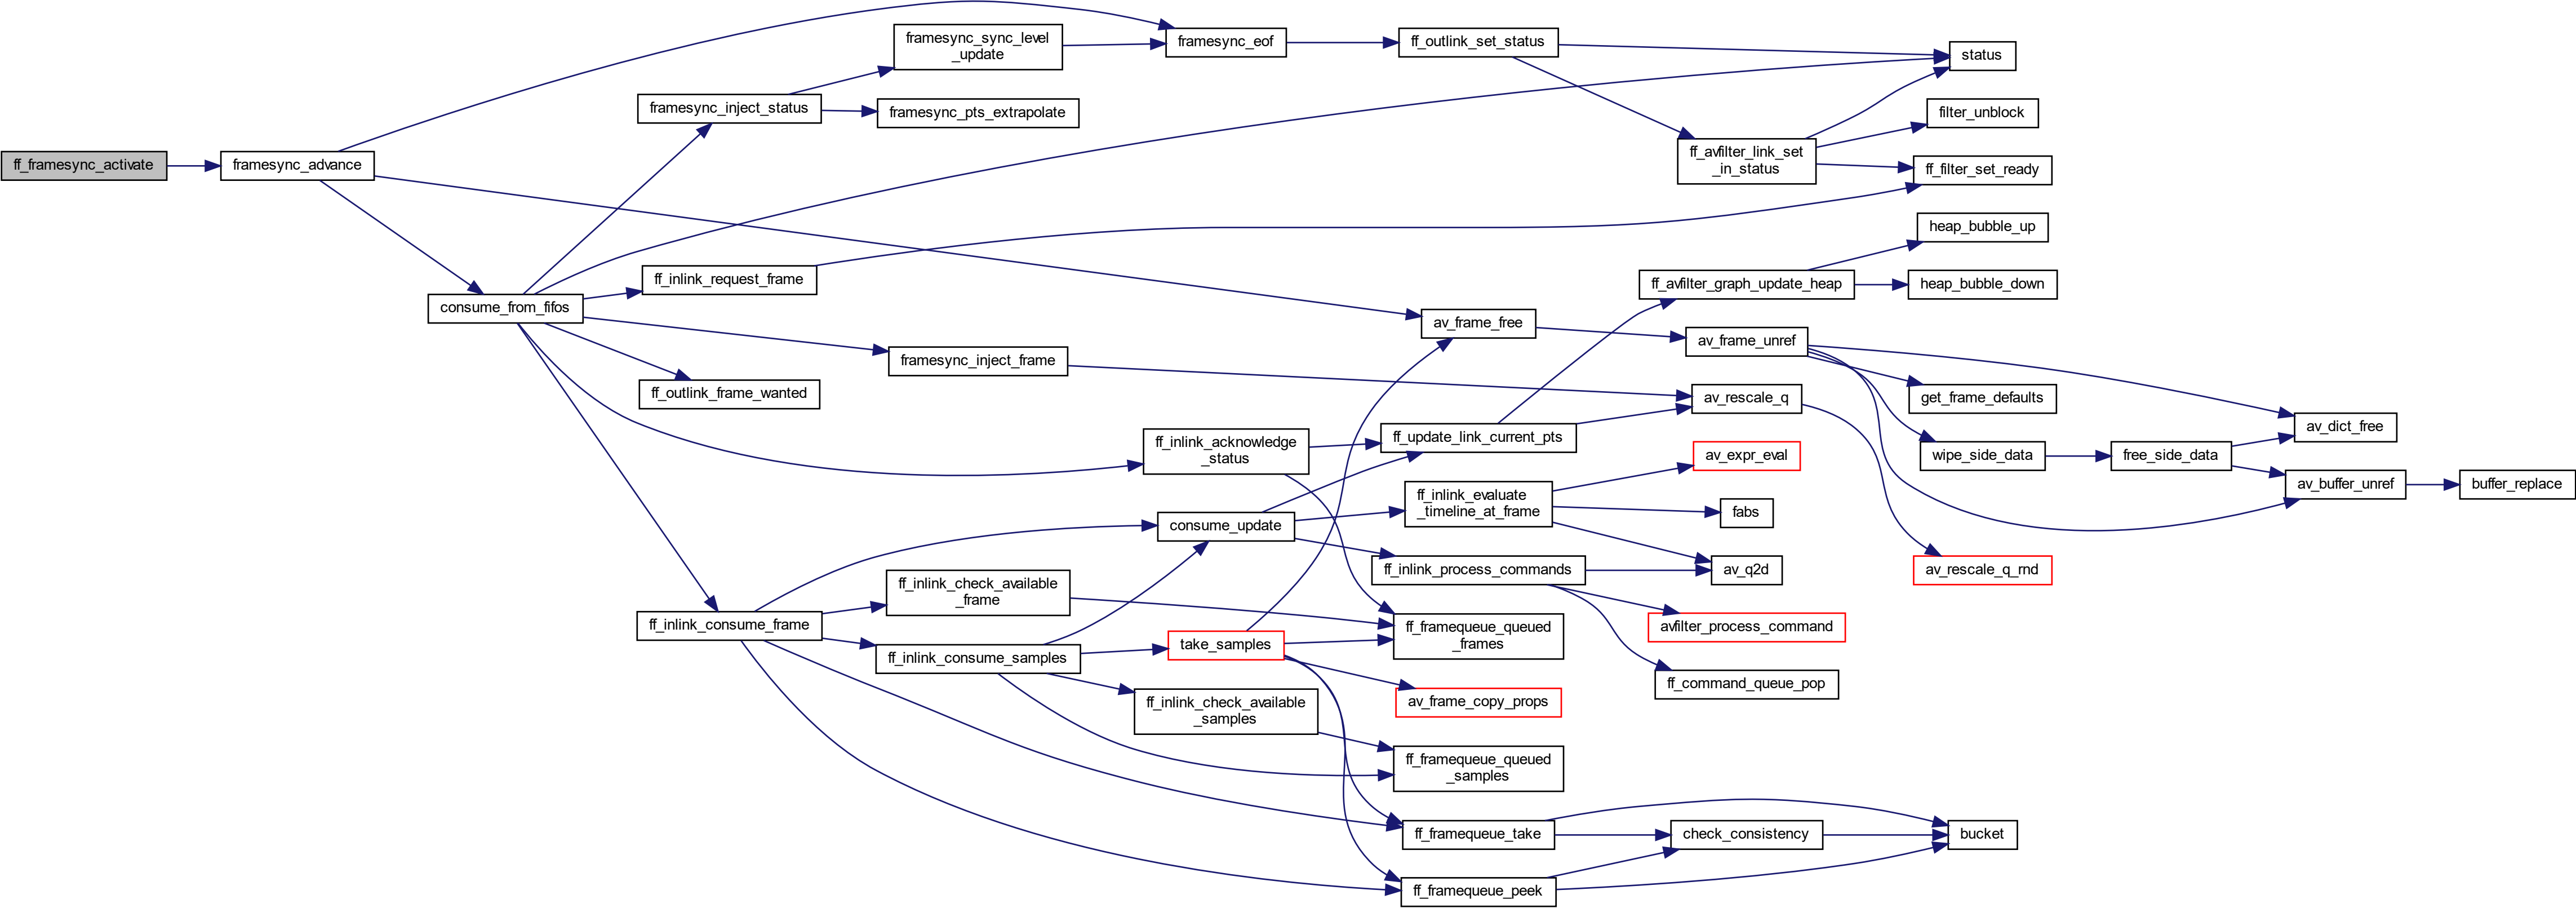 ff_framesync_activate
framesync_advance
consume_from_fifos
framesync_inject_status
framesync_sync_level
_update
framesync_pts_extrapolate
framesync_eof
ff_outlink_set_status
status
ff_avfilter_link_set
_in_status
filter_unblock
ff_filter_set_ready
ff_inlink_request_frame
framesync_inject_frame
ff_outlink_frame_wanted
ff_inlink_acknowledge
_status
ff_inlink_consume_frame
consume_update
ff_inlink_check_available
_frame
ff_inlink_consume_samples
take_samples
ff_inlink_check_available
_samples
av_frame_free
ff_update_link_current_pts
ff_inlink_evaluate
_timeline_at_frame
ff_inlink_process_commands
ff_framequeue_queued
_frames
av_frame_copy_props
ff_framequeue_queued
_samples
ff_framequeue_take
ff_framequeue_peek
ff_avfilter_graph_update_heap
heap_bubble_up
heap_bubble_down
av_frame_unref
get_frame_defaults
av_rescale_q
av_expr_eval
fabs
av_q2d
avfilter_process_command
ff_command_queue_pop
wipe_side_data
free_side_data
av_dict_free
av_buffer_unref
buffer_replace
av_rescale_q_rnd
check_consistency
bucket